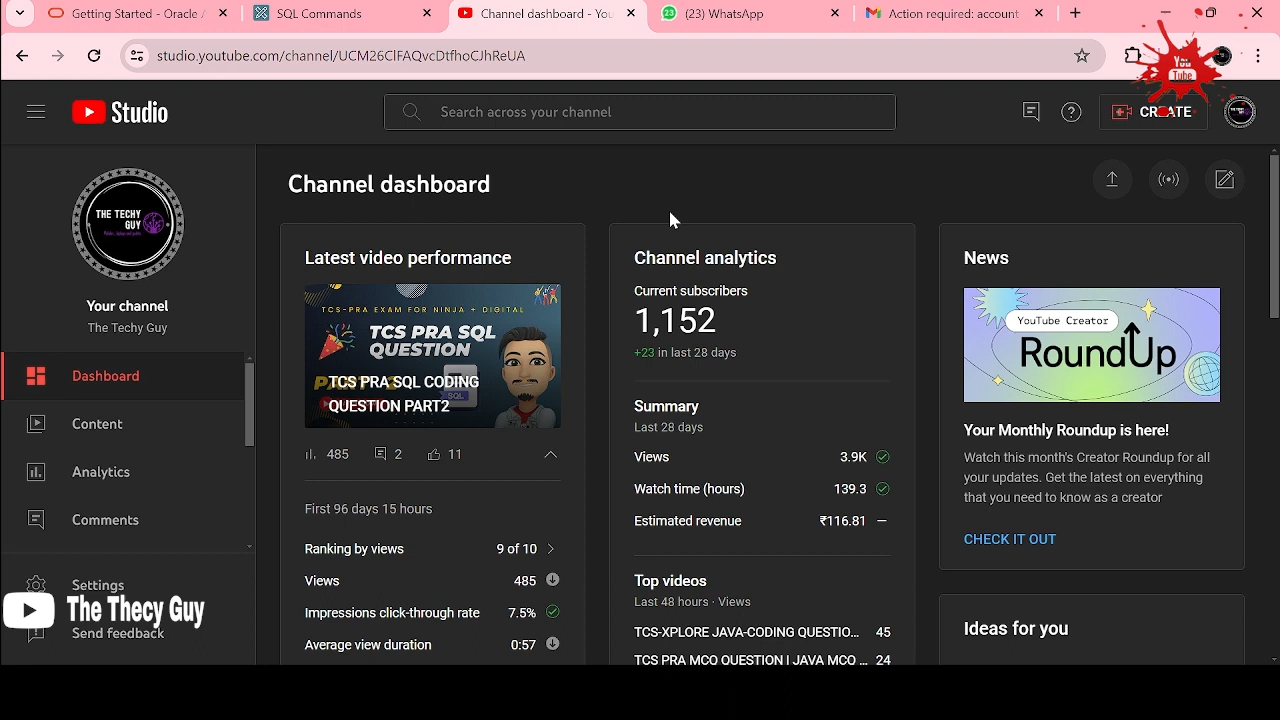 Getting Started - Oracle A
SQL Commands
Channel dashboard - You
(23) WhatsApp
Action required: account
studio.youtube.com/channel/UCM26ClFAQvcDtfhoCJhReUA
You
Tube
Studio
Search across your channel
CREATE
THE TECHY
GUY
Your channel
The Techy Guy
Dashboard
Content
Analytics
Comments
Settings
The Thecy Guy
Send feedback
Channel dashboard
Latest video performance
TCS-PRA EXAM FOR NINJA + DIGITAL
TCS PRA SQL
QUESTION
TCS PRA SQL CODING
QUESTION PART2
SQL
485 2 11
First 96 days 15 hours
Ranking by views 9 of 10
Views 485
Impressions click-through rate 7.5%
Average view duration 0:57
Channel analytics
Current subscribers
1,152
+23 in last 28 days
Summary
Last 28 days
Views 3.9K
Watch time (hours) 139.3
Estimated revenue ₹116.81
Top videos
Last 48 hours · Views
TCS-XPLORE JAVA-CODING QUESTIO... 45
TCS PRA MCQ QUESTION | JAVA MCQ ... 24
News
YouTube Creator
RoundUp
Your Monthly Roundup is here!
Watch this month's Creator Roundup for all
your updates. Get the latest on everything
that you need to know as a creator
CHECK IT OUT
Ideas for you